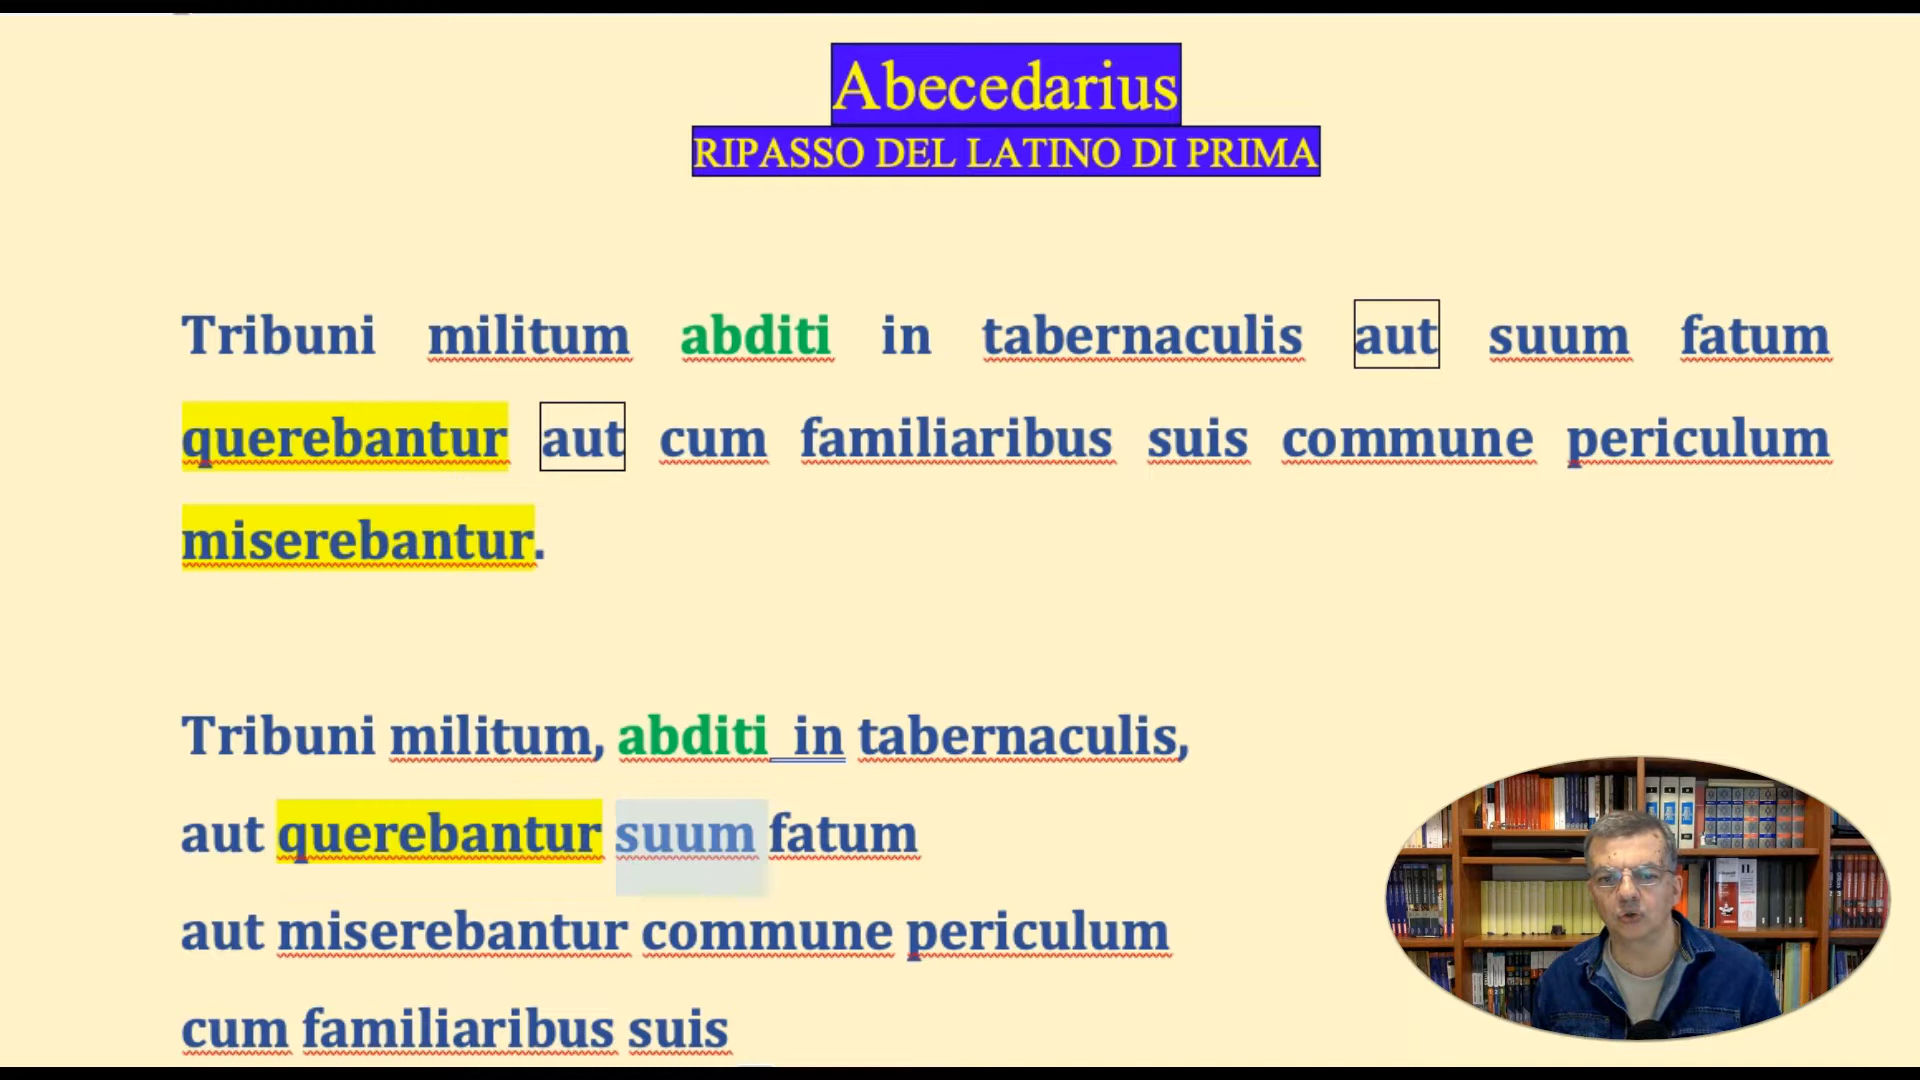 Abecedarius
RIPASSO DEL LATINO DI PRIMA
Tribuni militum abditi in tabernaculis aut suum fatum
querebantur aut cum familiaribus suis commune periculum
miserebantur.
Tribuni militum, abditi in tabernaculis,
aut querebantur suum fatum
aut miserebantur commune periculum
cum familiaribus suis